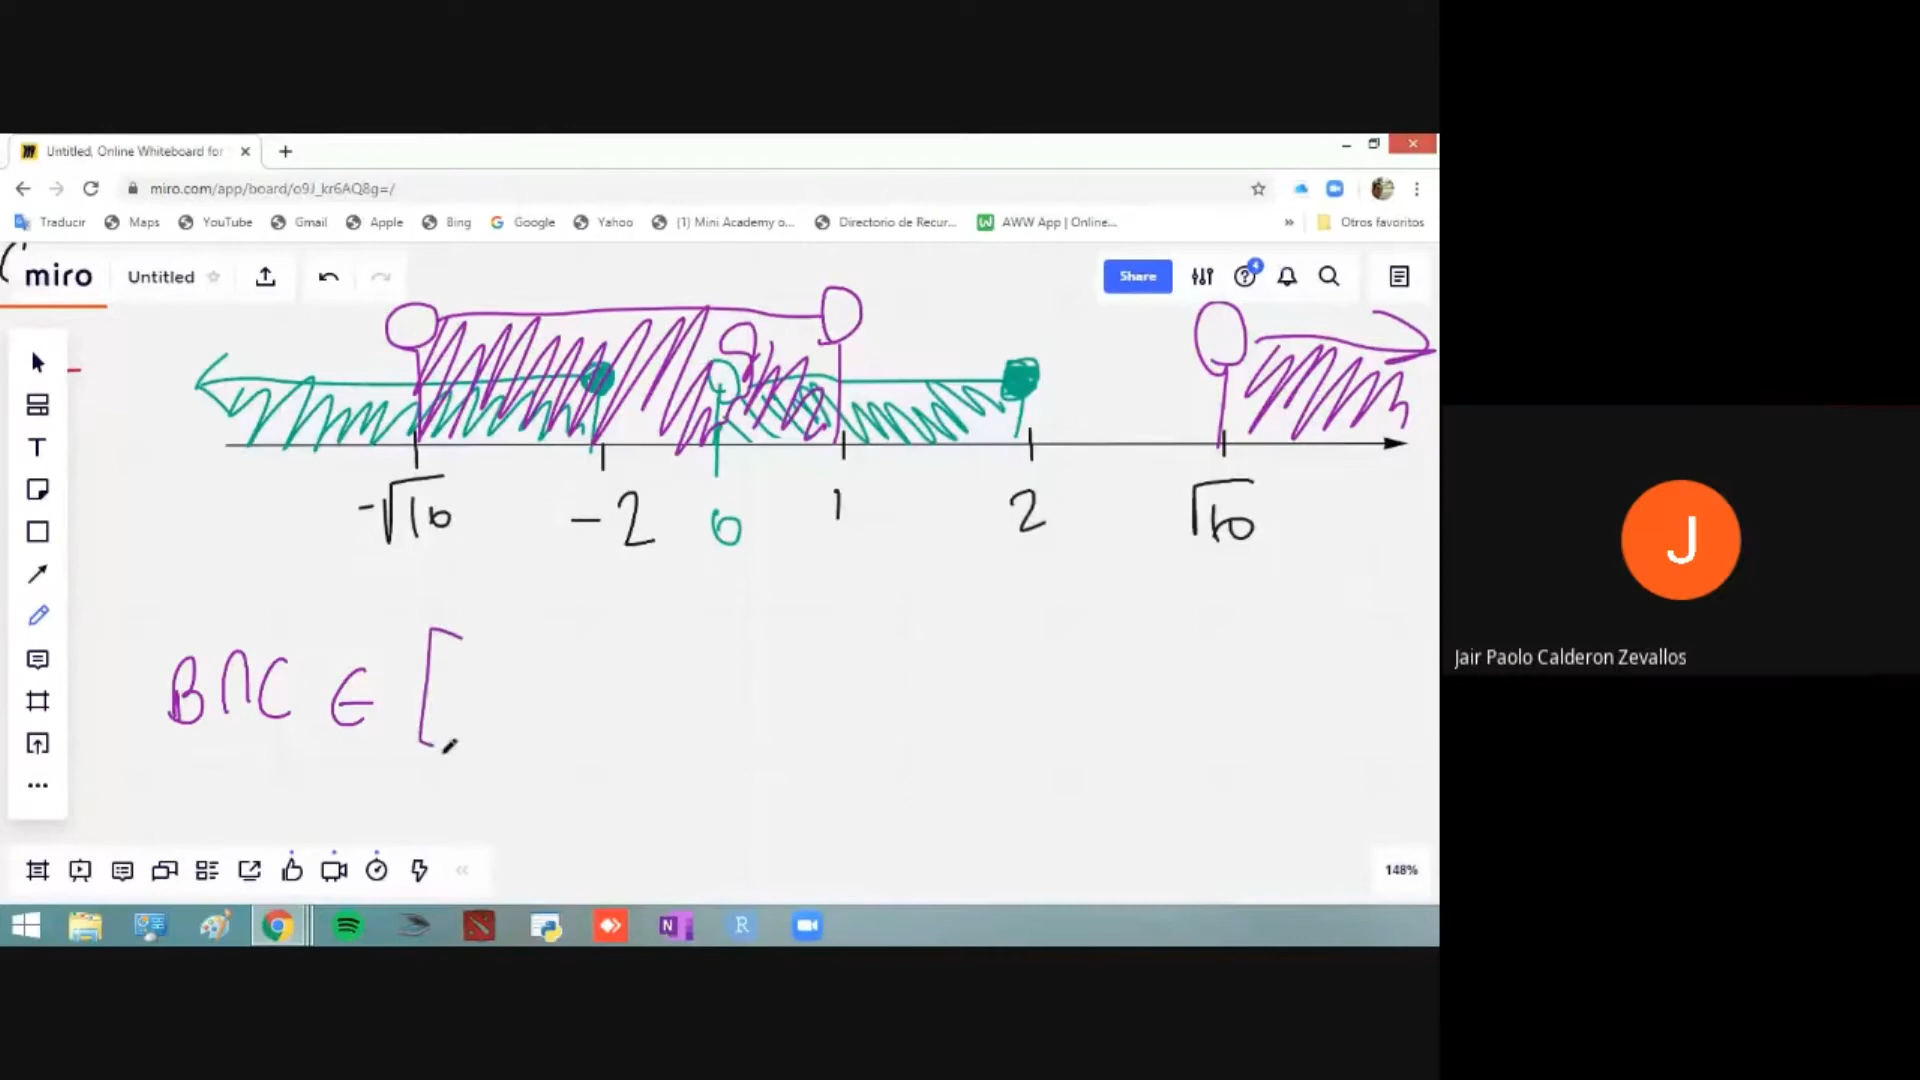 Untitled, Online Whiteboard for
miro.com/app/board/o9J_kr6AQ8g=/
Traducir Maps YouTube Gmail Apple Bing Google Yahoo (1) Mini Academy o... Directorio de Recur... AWW App | Online... » Otros favoritos
miro Untitled Share 4
-√10 -2 0 1 2 √10
B∩C ∈ [
148%
J
Jair Paolo Calderon Zevallos